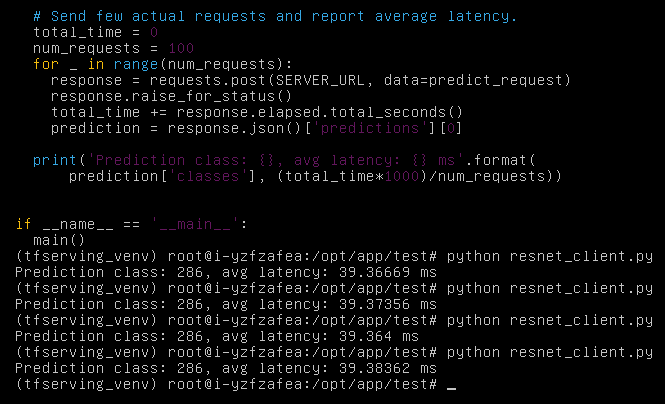 # Send few actual requests and report average latency.
  total_time = 0
  num_requests = 100
  for _ in range(num_requests):
    response = requests.post(SERVER_URL, data=predict_request)
    response.raise_for_status()
    total_time += response.elapsed.total_seconds()
    prediction = response.json()['predictions'][0]

  print('Prediction class: {}, avg latency: {} ms'.format(
      prediction['classes'], (total_time*1000)/num_requests))

if __name__ == '__main__':
  main()
(tfserving_venv) root@i-yzfzafea:/opt/app/test# python resnet_client.py
Prediction class: 286, avg latency: 39.36669 ms
(tfserving_venv) root@i-yzfzafea:/opt/app/test# python resnet_client.py
Prediction class: 286, avg latency: 39.37356 ms
(tfserving_venv) root@i-yzfzafea:/opt/app/test# python resnet_client.py
Prediction class: 286, avg latency: 39.364 ms
(tfserving_venv) root@i-yzfzafea:/opt/app/test# python resnet_client.py
Prediction class: 286, avg latency: 39.38362 ms
(tfserving_venv) root@i-yzfzafea:/opt/app/test# _